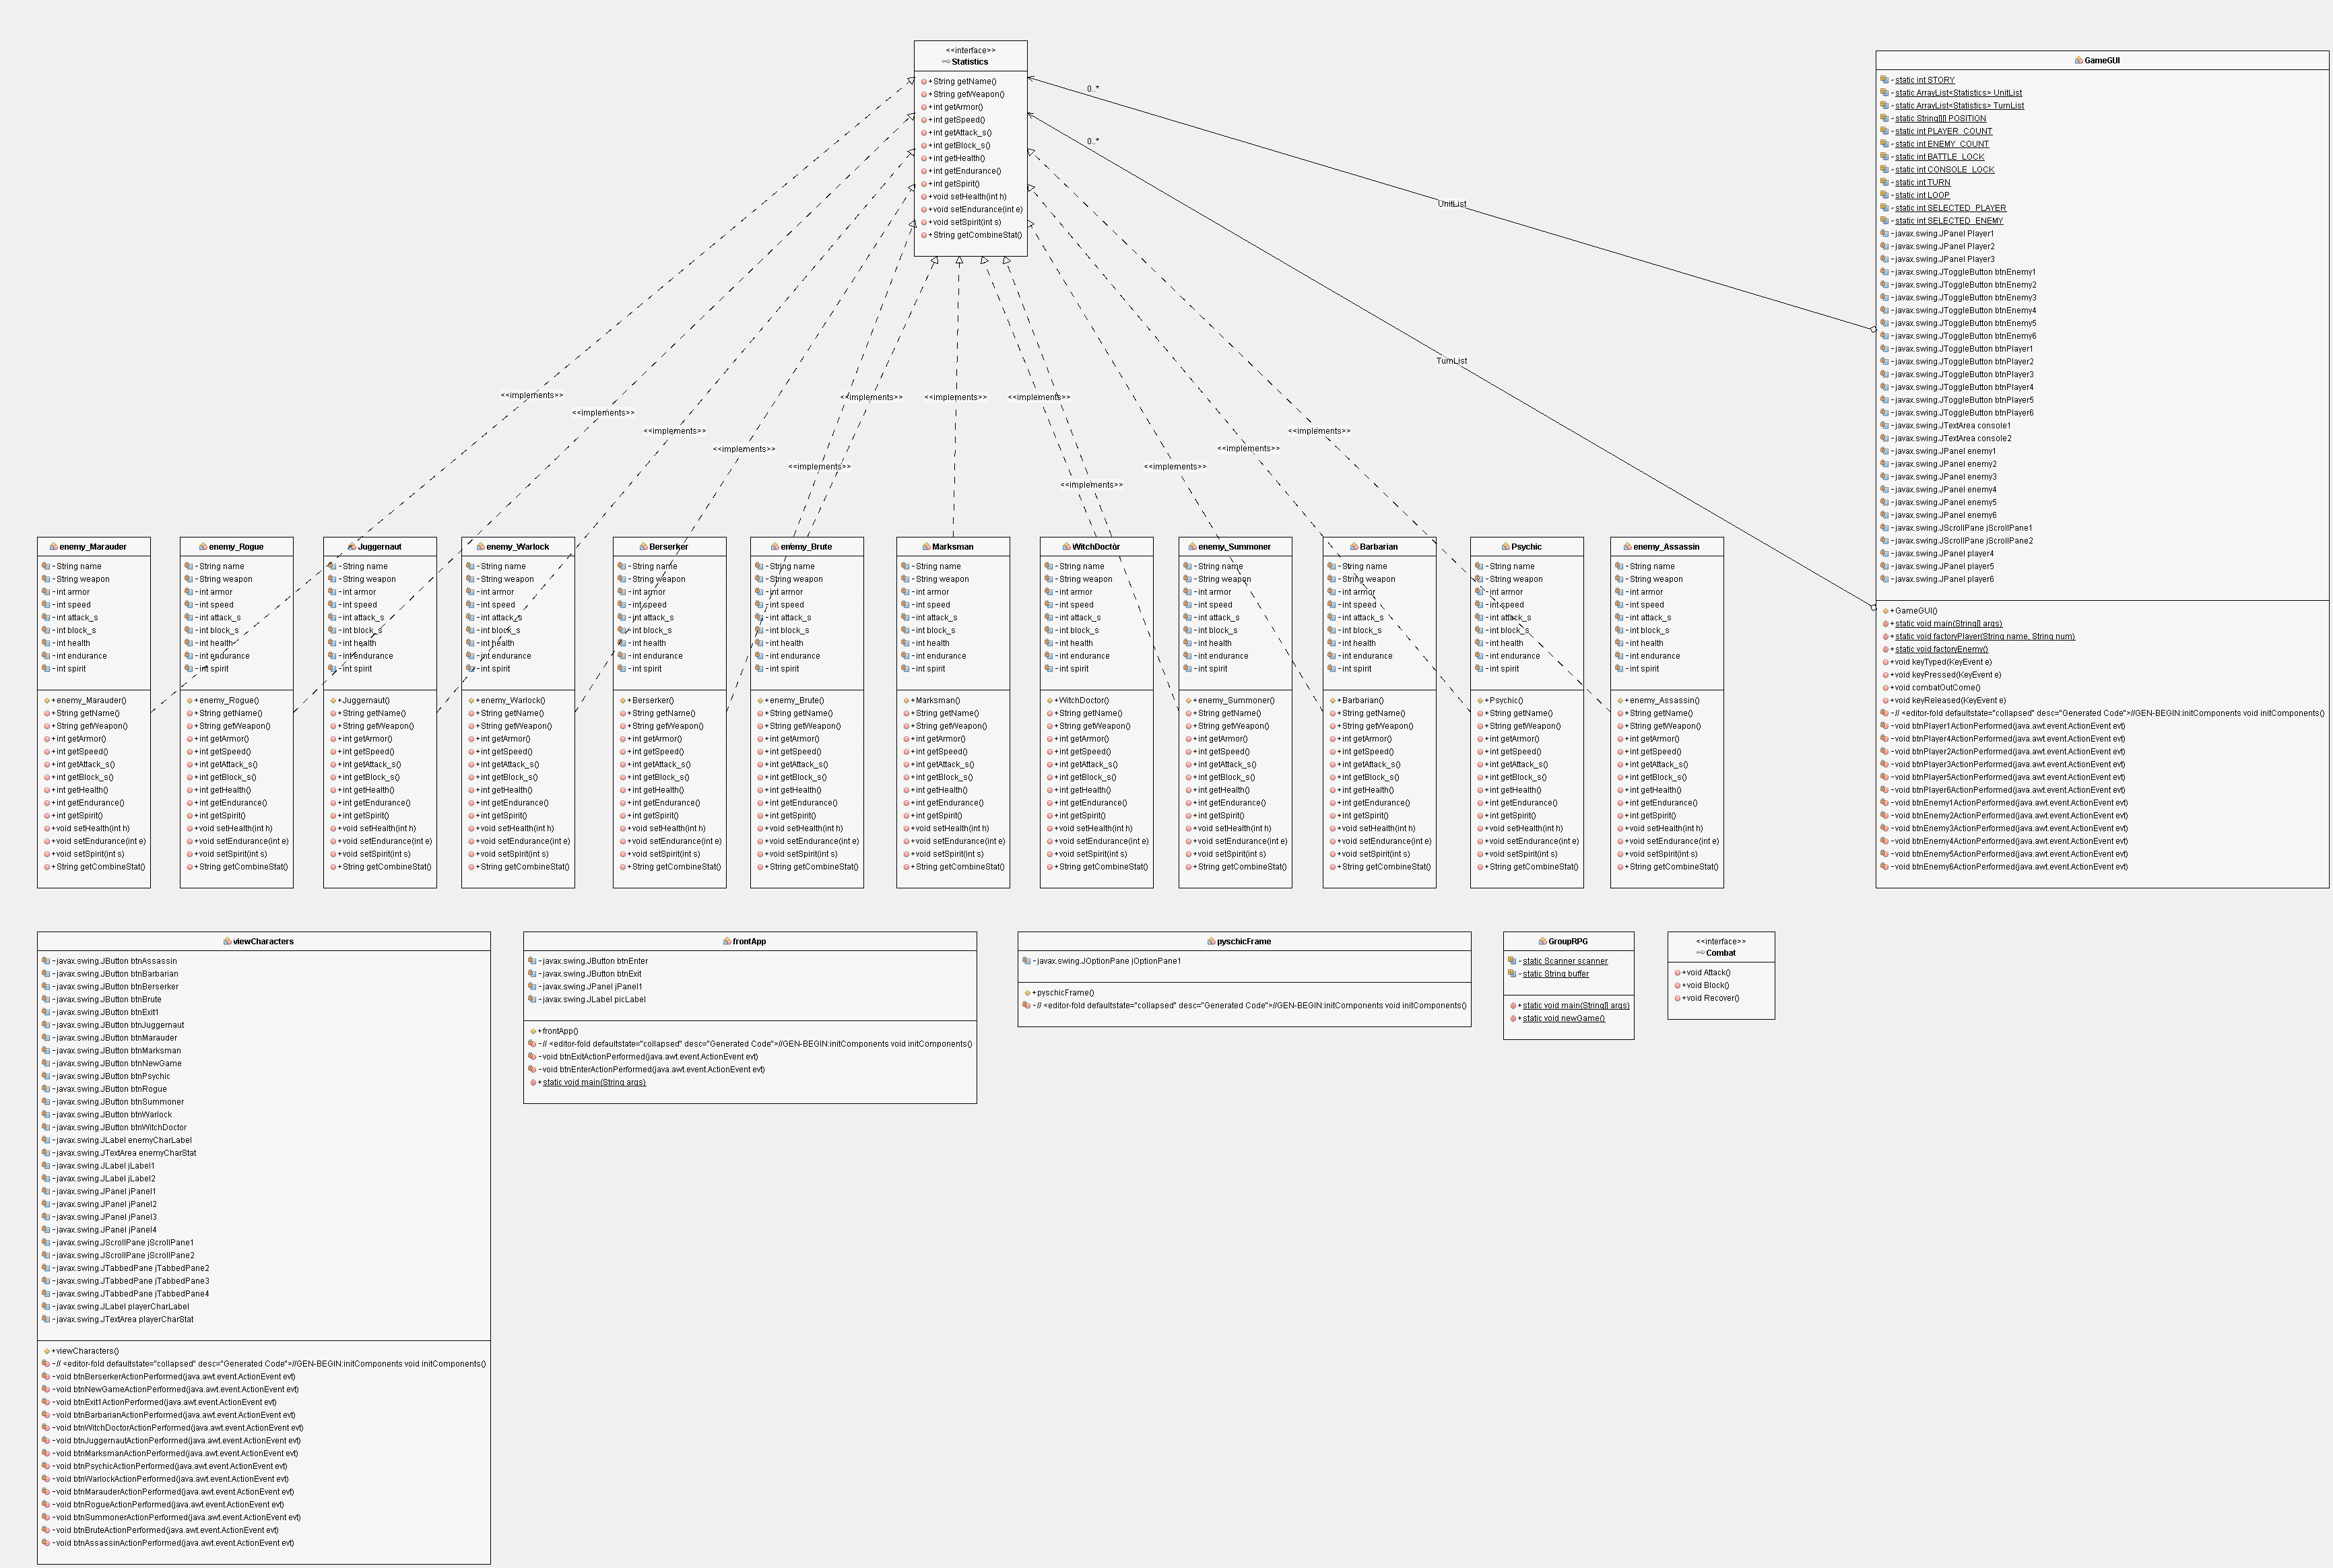 <<interface>>
Statistics
+String getName()
+String getWeapon()
+int getArmor()
+int getSpeed()
+int getAttack_s()
+int getBlock_s()
+int getHealth()
+int getEndurance()
+int getSpirit()
+void setHealth(int h)
+void setEndurance(int e)
+void setSpirit(int s)
+String getCombineStat()
0..*
0..*
UnitList
TurnList
GameGUI
-static int STORY
-static ArrayList<Statistics> UnitList
-static ArrayList<Statistics> TurnList
-static String[][] POSITION
-static int PLAYER_COUNT
-static int ENEMY_COUNT
-static int BATTLE_LOCK
-static int CONSOLE_LOCK
-static int TURN
-static int LOOP
-static int SELECTED_PLAYER
-static int SELECTED_ENEMY
-javax.swing.JPanel Player1
-javax.swing.JPanel Player2
-javax.swing.JPanel Player3
-javax.swing.JToggleButton btnEnemy1
-javax.swing.JToggleButton btnEnemy2
-javax.swing.JToggleButton btnEnemy3
-javax.swing.JToggleButton btnEnemy4
-javax.swing.JToggleButton btnEnemy5
-javax.swing.JToggleButton btnEnemy6
-javax.swing.JToggleButton btnPlayer1
-javax.swing.JToggleButton btnPlayer2
-javax.swing.JToggleButton btnPlayer3
-javax.swing.JToggleButton btnPlayer4
-javax.swing.JToggleButton btnPlayer5
-javax.swing.JToggleButton btnPlayer6
-javax.swing.JTextArea console1
-javax.swing.JTextArea console2
-javax.swing.JPanel enemy1
-javax.swing.JPanel enemy2
-javax.swing.JPanel enemy3
-javax.swing.JPanel enemy4
-javax.swing.JPanel enemy5
-javax.swing.JPanel enemy6
-javax.swing.JScrollPane jScrollPane1
-javax.swing.JScrollPane jScrollPane2
-javax.swing.JPanel player4
-javax.swing.JPanel player5
-javax.swing.JPanel player6
+GameGUI()
+static void main(String[] args)
+static void factoryPlayer(String name, String num)
+static void factoryEnemy()
+void keyTyped(KeyEvent e)
+void keyPressed(KeyEvent e)
+void combatOutCome()
+void keyReleased(KeyEvent e)
-// <editor-fold defaultstate="collapsed" desc="Generated Code">//GEN-BEGIN:initComponents void initComponents()
-void btnPlayer1ActionPerformed(java.awt.event.ActionEvent evt)
-void btnPlayer4ActionPerformed(java.awt.event.ActionEvent evt)
-void btnPlayer2ActionPerformed(java.awt.event.ActionEvent evt)
-void btnPlayer3ActionPerformed(java.awt.event.ActionEvent evt)
-void btnPlayer5ActionPerformed(java.awt.event.ActionEvent evt)
-void btnPlayer6ActionPerformed(java.awt.event.ActionEvent evt)
-void btnEnemy1ActionPerformed(java.awt.event.ActionEvent evt)
-void btnEnemy2ActionPerformed(java.awt.event.ActionEvent evt)
-void btnEnemy3ActionPerformed(java.awt.event.ActionEvent evt)
-void btnEnemy4ActionPerformed(java.awt.event.ActionEvent evt)
-void btnEnemy5ActionPerformed(java.awt.event.ActionEvent evt)
-void btnEnemy6ActionPerformed(java.awt.event.ActionEvent evt)
<<implements>>
<<implements>>
<<implements>>
<<implements>>
<<implements>>
<<implements>>
<<implements>>
<<implements>>
<<implements>>
<<implements>>
<<implements>>
<<implements>>
enemy_Marauder
-String name
-String weapon
-int armor
-int speed
-int attack_s
-int block_s
-int health
-int endurance
-int spirit
+enemy_Marauder()
+String getName()
+String getWeapon()
+int getArmor()
+int getSpeed()
+int getAttack_s()
+int getBlock_s()
+int getHealth()
+int getEndurance()
+int getSpirit()
+void setHealth(int h)
+void setEndurance(int e)
+void setSpirit(int s)
+String getCombineStat()
enemy_Rogue
-String name
-String weapon
-int armor
-int speed
-int attack_s
-int block_s
-int health
-int endurance
-int spirit
+enemy_Rogue()
+String getName()
+String getWeapon()
+int getArmor()
+int getSpeed()
+int getAttack_s()
+int getBlock_s()
+int getHealth()
+int getEndurance()
+int getSpirit()
+void setHealth(int h)
+void setEndurance(int e)
+void setSpirit(int s)
+String getCombineStat()
Juggernaut
-String name
-String weapon
-int armor
-int speed
-int attack_s
-int block_s
-int health
-int endurance
-int spirit
+Juggernaut()
+String getName()
+String getWeapon()
+int getArmor()
+int getSpeed()
+int getAttack_s()
+int getBlock_s()
+int getHealth()
+int getEndurance()
+int getSpirit()
+void setHealth(int h)
+void setEndurance(int e)
+void setSpirit(int s)
+String getCombineStat()
enemy_Warlock
-String name
-String weapon
-int armor
-int speed
-int attack_s
-int block_s
-int health
-int endurance
-int spirit
+enemy_Warlock()
+String getName()
+String getWeapon()
+int getArmor()
+int getSpeed()
+int getAttack_s()
+int getBlock_s()
+int getHealth()
+int getEndurance()
+int getSpirit()
+void setHealth(int h)
+void setEndurance(int e)
+void setSpirit(int s)
+String getCombineStat()
Berserker
-String name
-String weapon
-int armor
-int speed
-int attack_s
-int block_s
-int health
-int endurance
-int spirit
+Berserker()
+String getName()
+String getWeapon()
+int getArmor()
+int getSpeed()
+int getAttack_s()
+int getBlock_s()
+int getHealth()
+int getEndurance()
+int getSpirit()
+void setHealth(int h)
+void setEndurance(int e)
+void setSpirit(int s)
+String getCombineStat()
enemy_Brute
-String name
-String weapon
-int armor
-int speed
-int attack_s
-int block_s
-int health
-int endurance
-int spirit
+enemy_Brute()
+String getName()
+String getWeapon()
+int getArmor()
+int getSpeed()
+int getAttack_s()
+int getBlock_s()
+int getHealth()
+int getEndurance()
+int getSpirit()
+void setHealth(int h)
+void setEndurance(int e)
+void setSpirit(int s)
+String getCombineStat()
Marksman
-String name
-String weapon
-int armor
-int speed
-int attack_s
-int block_s
-int health
-int endurance
-int spirit
+Marksman()
+String getName()
+String getWeapon()
+int getArmor()
+int getSpeed()
+int getAttack_s()
+int getBlock_s()
+int getHealth()
+int getEndurance()
+int getSpirit()
+void setHealth(int h)
+void setEndurance(int e)
+void setSpirit(int s)
+String getCombineStat()
WitchDoctor
-String name
-String weapon
-int armor
-int speed
-int attack_s
-int block_s
-int health
-int endurance
-int spirit
+WitchDoctor()
+String getName()
+String getWeapon()
+int getArmor()
+int getSpeed()
+int getAttack_s()
+int getBlock_s()
+int getHealth()
+int getEndurance()
+int getSpirit()
+void setHealth(int h)
+void setEndurance(int e)
+void setSpirit(int s)
+String getCombineStat()
enemy_Summoner
-String name
-String weapon
-int armor
-int speed
-int attack_s
-int block_s
-int health
-int endurance
-int spirit
+enemy_Summoner()
+String getName()
+String getWeapon()
+int getArmor()
+int getSpeed()
+int getAttack_s()
+int getBlock_s()
+int getHealth()
+int getEndurance()
+int getSpirit()
+void setHealth(int h)
+void setEndurance(int e)
+void setSpirit(int s)
+String getCombineStat()
Barbarian
-String name
-String weapon
-int armor
-int speed
-int attack_s
-int block_s
-int health
-int endurance
-int spirit
+Barbarian()
+String getName()
+String getWeapon()
+int getArmor()
+int getSpeed()
+int getAttack_s()
+int getBlock_s()
+int getHealth()
+int getEndurance()
+int getSpirit()
+void setHealth(int h)
+void setEndurance(int e)
+void setSpirit(int s)
+String getCombineStat()
Psychic
-String name
-String weapon
-int armor
-int speed
-int attack_s
-int block_s
-int health
-int endurance
-int spirit
+Psychic()
+String getName()
+String getWeapon()
+int getArmor()
+int getSpeed()
+int getAttack_s()
+int getBlock_s()
+int getHealth()
+int getEndurance()
+int getSpirit()
+void setHealth(int h)
+void setEndurance(int e)
+void setSpirit(int s)
+String getCombineStat()
enemy_Assassin
-String name
-String weapon
-int armor
-int speed
-int attack_s
-int block_s
-int health
-int endurance
-int spirit
+enemy_Assassin()
+String getName()
+String getWeapon()
+int getArmor()
+int getSpeed()
+int getAttack_s()
+int getBlock_s()
+int getHealth()
+int getEndurance()
+int getSpirit()
+void setHealth(int h)
+void setEndurance(int e)
+void setSpirit(int s)
+String getCombineStat()
viewCharacters
-javax.swing.JButton btnAssassin
-javax.swing.JButton btnBarbarian
-javax.swing.JButton btnBerserker
-javax.swing.JButton btnBrute
-javax.swing.JButton btnExit1
-javax.swing.JButton btnJuggernaut
-javax.swing.JButton btnMarauder
-javax.swing.JButton btnMarksman
-javax.swing.JButton btnNewGame
-javax.swing.JButton btnPsychic
-javax.swing.JButton btnRogue
-javax.swing.JButton btnSummoner
-javax.swing.JButton btnWarlock
-javax.swing.JButton btnWitchDoctor
-javax.swing.JLabel enemyCharLabel
-javax.swing.JTextArea enemyCharStat
-javax.swing.JLabel jLabel1
-javax.swing.JLabel jLabel2
-javax.swing.JPanel jPanel1
-javax.swing.JPanel jPanel2
-javax.swing.JPanel jPanel3
-javax.swing.JPanel jPanel4
-javax.swing.JScrollPane jScrollPane1
-javax.swing.JScrollPane jScrollPane2
-javax.swing.JTabbedPane jTabbedPane2
-javax.swing.JTabbedPane jTabbedPane3
-javax.swing.JTabbedPane jTabbedPane4
-javax.swing.JLabel playerCharLabel
-javax.swing.JTextArea playerCharStat
+viewCharacters()
-// <editor-fold defaultstate="collapsed" desc="Generated Code">//GEN-BEGIN:initComponents void initComponents()
-void btnBerserkerActionPerformed(java.awt.event.ActionEvent evt)
-void btnNewGameActionPerformed(java.awt.event.ActionEvent evt)
-void btnExit1ActionPerformed(java.awt.event.ActionEvent evt)
-void btnBarbarianActionPerformed(java.awt.event.ActionEvent evt)
-void btnWitchDoctorActionPerformed(java.awt.event.ActionEvent evt)
-void btnJuggernautActionPerformed(java.awt.event.ActionEvent evt)
-void btnMarksmanActionPerformed(java.awt.event.ActionEvent evt)
-void btnPsychicActionPerformed(java.awt.event.ActionEvent evt)
-void btnWarlockActionPerformed(java.awt.event.ActionEvent evt)
-void btnMarauderActionPerformed(java.awt.event.ActionEvent evt)
-void btnRogueActionPerformed(java.awt.event.ActionEvent evt)
-void btnSummonerActionPerformed(java.awt.event.ActionEvent evt)
-void btnBruteActionPerformed(java.awt.event.ActionEvent evt)
-void btnAssassinActionPerformed(java.awt.event.ActionEvent evt)
frontApp
-javax.swing.JButton btnEnter
-javax.swing.JButton btnExit
-javax.swing.JPanel jPanel1
-javax.swing.JLabel picLabel
+frontApp()
-// <editor-fold defaultstate="collapsed" desc="Generated Code">//GEN-BEGIN:initComponents void initComponents()
-void btnExitActionPerformed(java.awt.event.ActionEvent evt)
-void btnEnterActionPerformed(java.awt.event.ActionEvent evt)
+static void main(String args)
pyschicFrame
-javax.swing.JOptionPane jOptionPane1
+pyschicFrame()
-// <editor-fold defaultstate="collapsed" desc="Generated Code">//GEN-BEGIN:initComponents void initComponents()
GroupRPG
-static Scanner scanner
-static String buffer
+static void main(String[] args)
+static void newGame()
<<interface>>
Combat
+void Attack()
+void Block()
+void Recover()